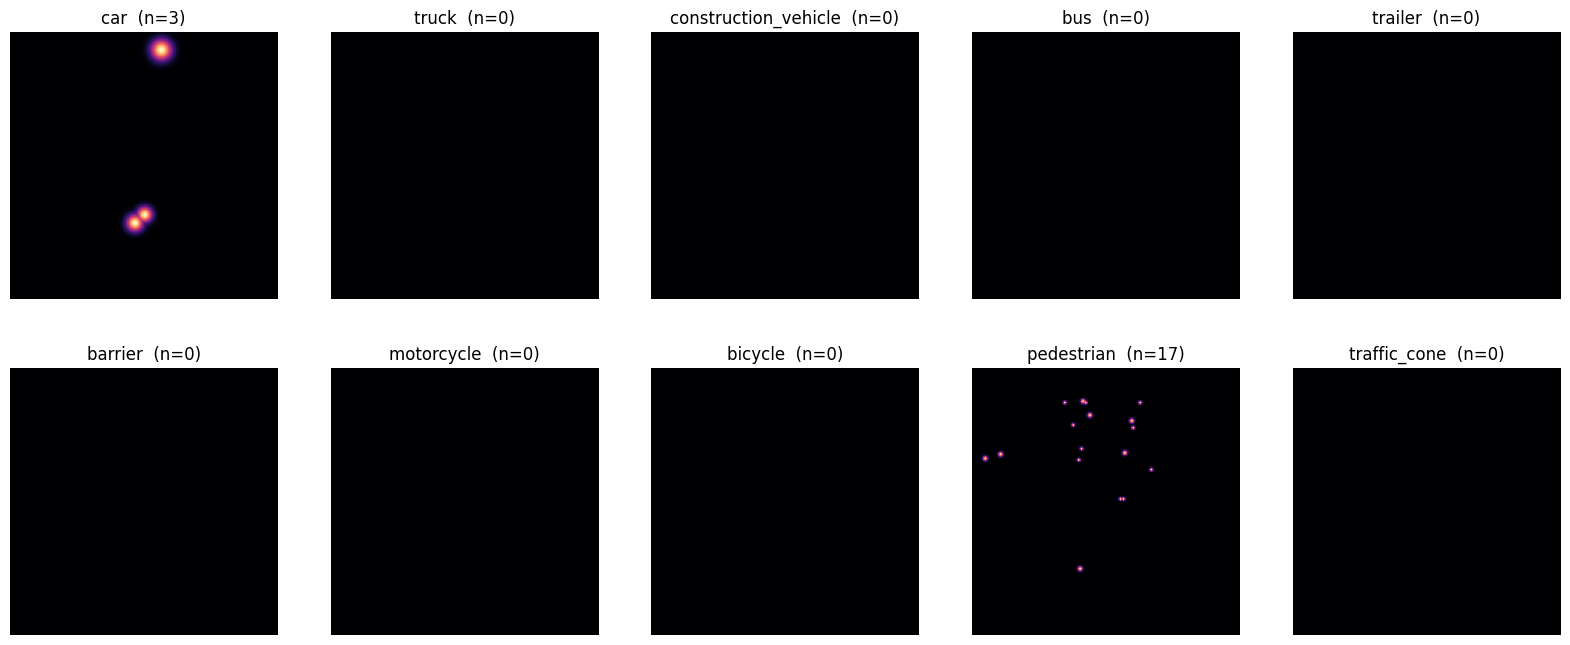 car  (n=3)
truck  (n=0)
construction_vehicle  (n=0)
bus  (n=0)
trailer  (n=0)
barrier  (n=0)
motorcycle  (n=0)
bicycle  (n=0)
pedestrian  (n=17)
traffic_cone  (n=0)